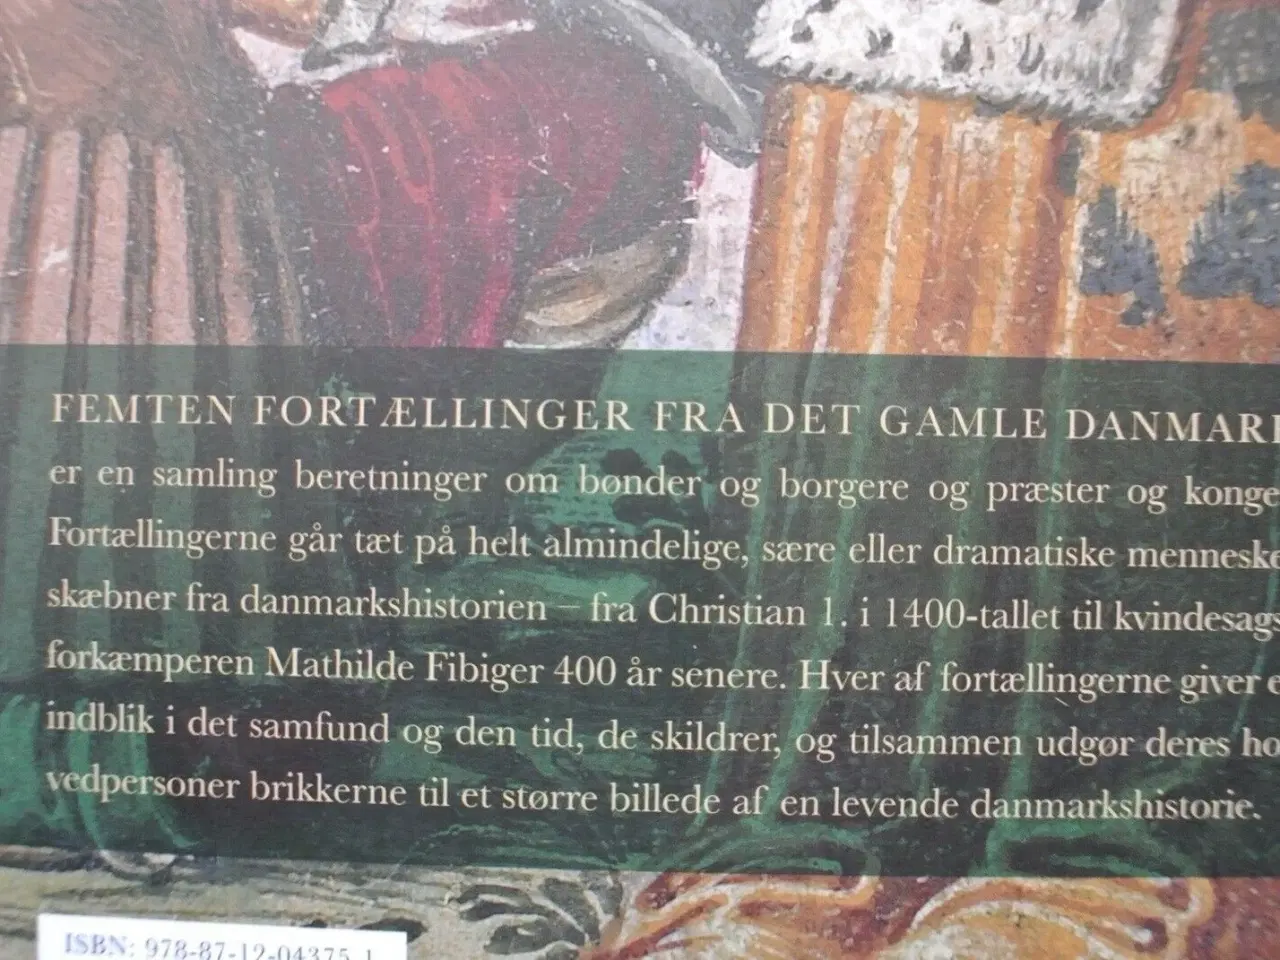 FEMTEN FORTÆLLINGER FRA DET GAMLE DANMARK
er en samling beretninger om bønder og borgere og præster og konge
Fortællingerne går tæt på helt almindelige, sære eller dramatiske menneske
skæbner fra danmarkshistorien – fra Christian 1. i 1400-tallet til kvindesags
forkæmperen Mathilde Fibiger 400 år senere. Hver af fortællingerne giver e
indblik i det samfund og den tid, de skildrer, og tilsammen udgør deres ho
vedpersoner brikkerne til et større billede af en levende danmarkshistorie.
ISBN: 978-87-12-04375-1